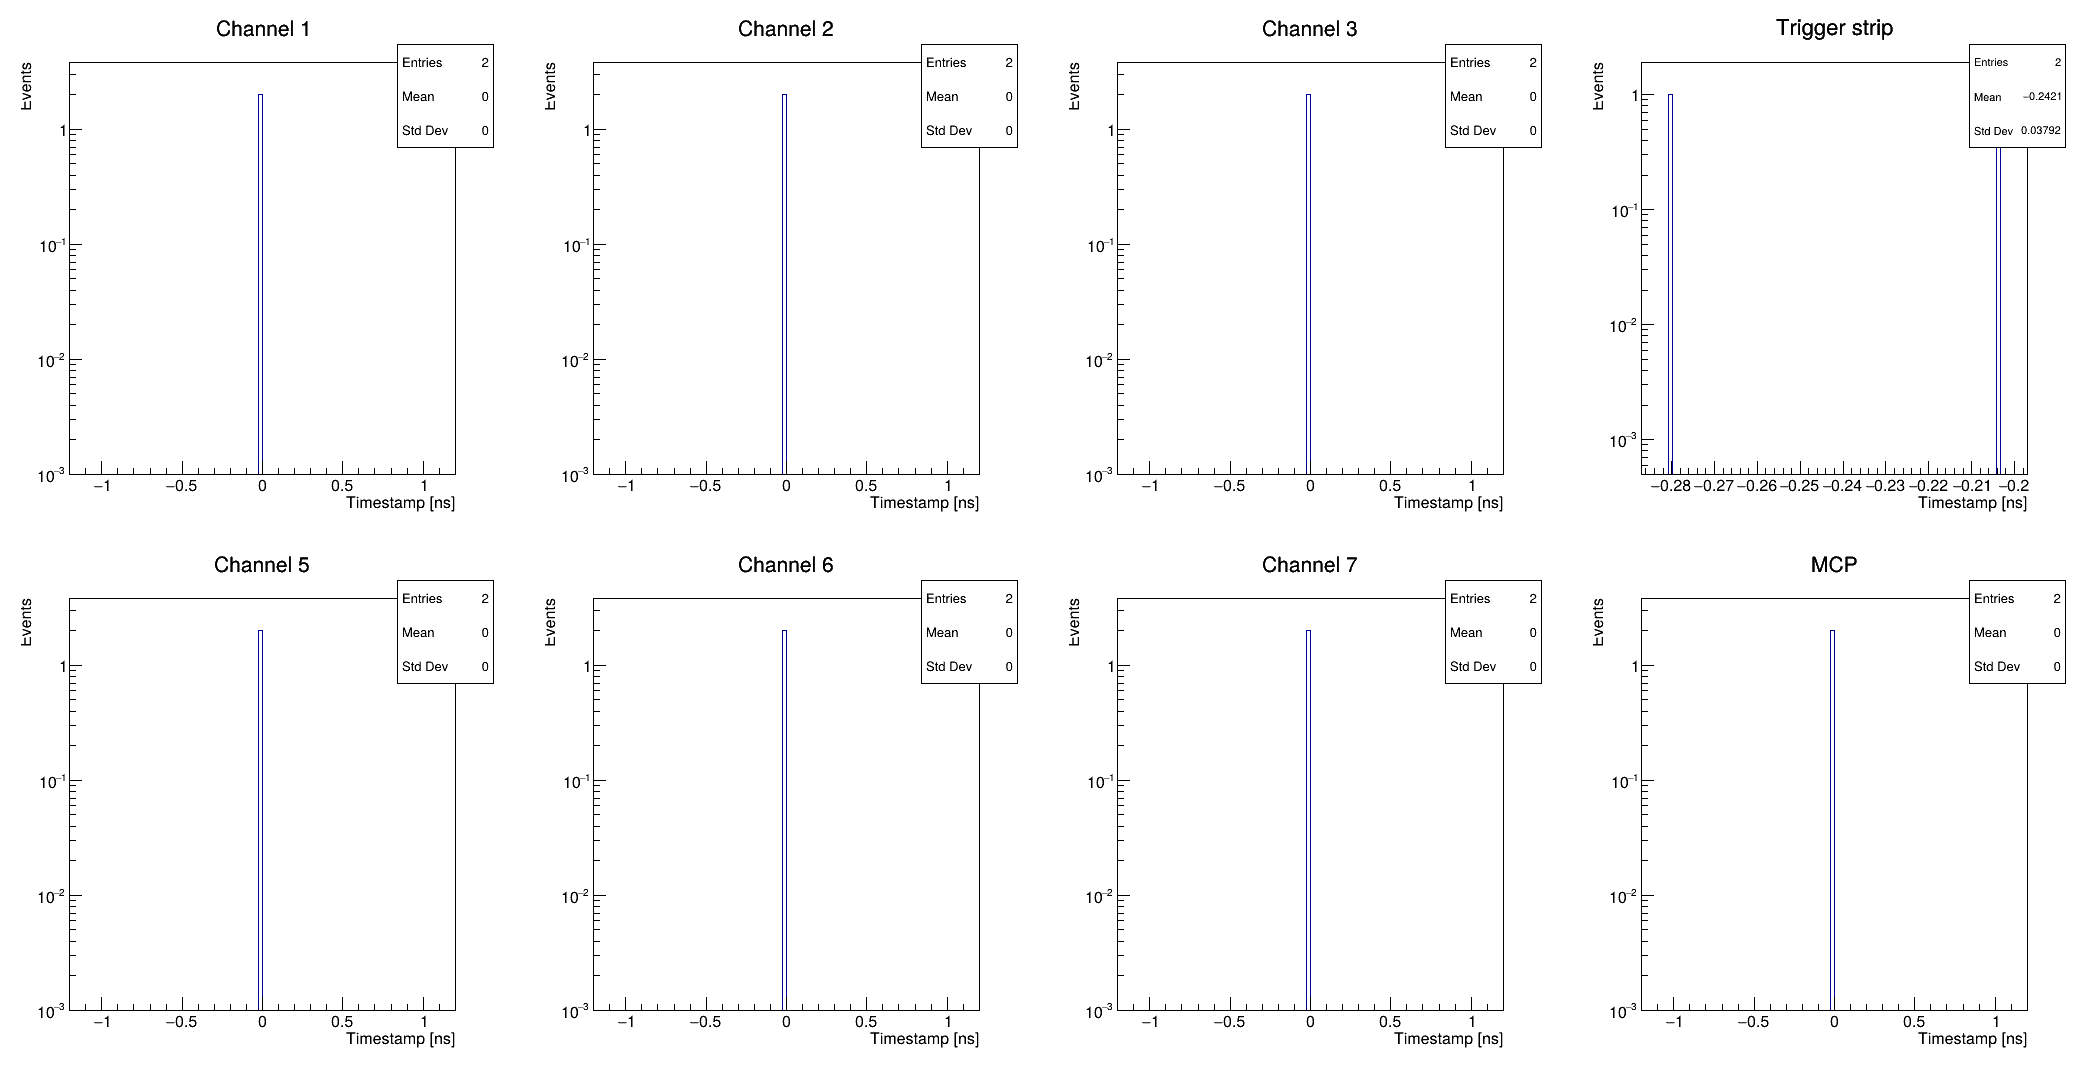 Channel 1
Events
Entries 2
Mean 0
Std Dev 0
1
10⁻¹
10⁻²
10⁻³
−1 −0.5 0 0.5 1
Timestamp [ns]
Channel 2
Events
Entries 2
Mean 0
Std Dev 0
1
10⁻¹
10⁻²
10⁻³
−1 −0.5 0 0.5 1
Timestamp [ns]
Channel 3
Events
Entries 2
Mean 0
Std Dev 0
1
10⁻¹
10⁻²
10⁻³
−1 −0.5 0 0.5 1
Timestamp [ns]
Trigger strip
Events
Entries 2
Mean −0.2421
Std Dev 0.03792
1
10⁻¹
10⁻²
10⁻³
−0.28 −0.27 −0.26 −0.25 −0.24 −0.23 −0.22 −0.21 −0.2
Timestamp [ns]
Channel 5
Events
Entries 2
Mean 0
Std Dev 0
1
10⁻¹
10⁻²
10⁻³
−1 −0.5 0 0.5 1
Timestamp [ns]
Channel 6
Events
Entries 2
Mean 0
Std Dev 0
1
10⁻¹
10⁻²
10⁻³
−1 −0.5 0 0.5 1
Timestamp [ns]
Channel 7
Events
Entries 2
Mean 0
Std Dev 0
1
10⁻¹
10⁻²
10⁻³
−1 −0.5 0 0.5 1
Timestamp [ns]
MCP
Events
Entries 2
Mean 0
Std Dev 0
1
10⁻¹
10⁻²
10⁻³
−1 −0.5 0 0.5 1
Timestamp [ns]